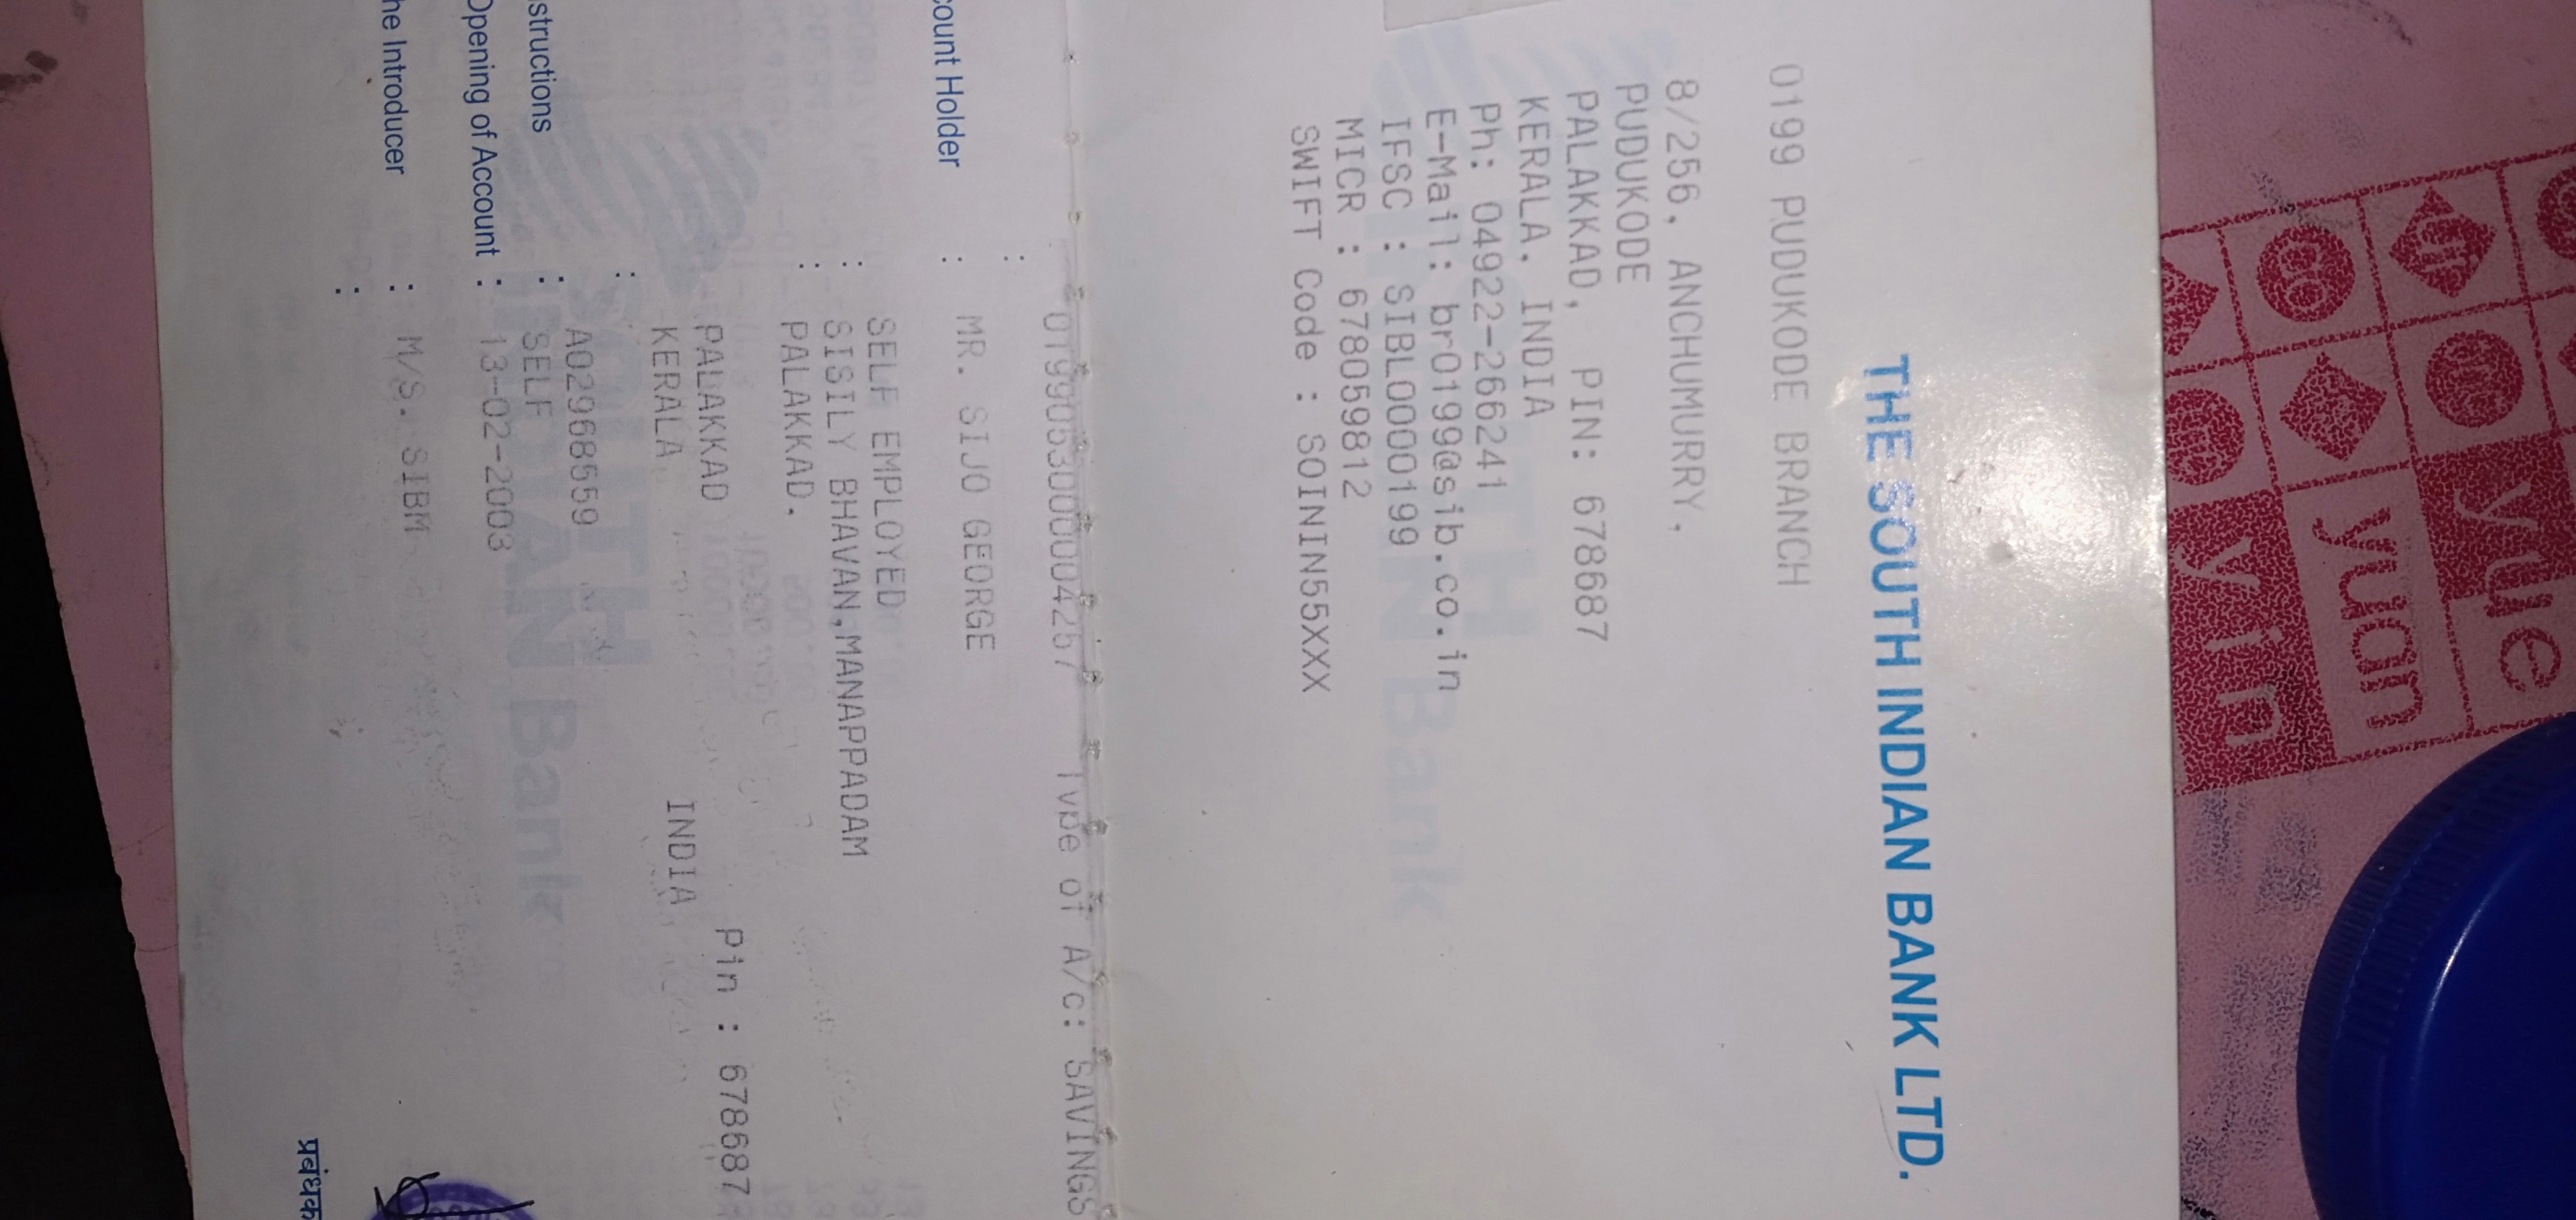 THE SOUTH INDIAN BANK LTD.
0199 PUDUKODE BRANCH
8/256, ANCHUMURRY,
PUDUKODE
PALAKKAD, PIN: 678687
KERALA. INDIA
Ph: 04922-266241
E-Mail: br0199@sib.co.in
IFSC : SIBL0000199
MICR : 678059812
SWIFT Code : SOININ55XXX
: 0199053000004257 Type of A/c: SAVINGS
count Holder : MR. SIJO GEORGE
: SELF EMPLOYED
: SISILY BHAVAN,MANAPPADAM
PALAKKAD.
PALAKKAD Pin : 678687
: KERALA INDIA
A02968559
structions : SELF
Opening of Account : 13-02-2003
he Introducer : M/S. SIBM
:
प्रबंधक
yue
yuan
yin